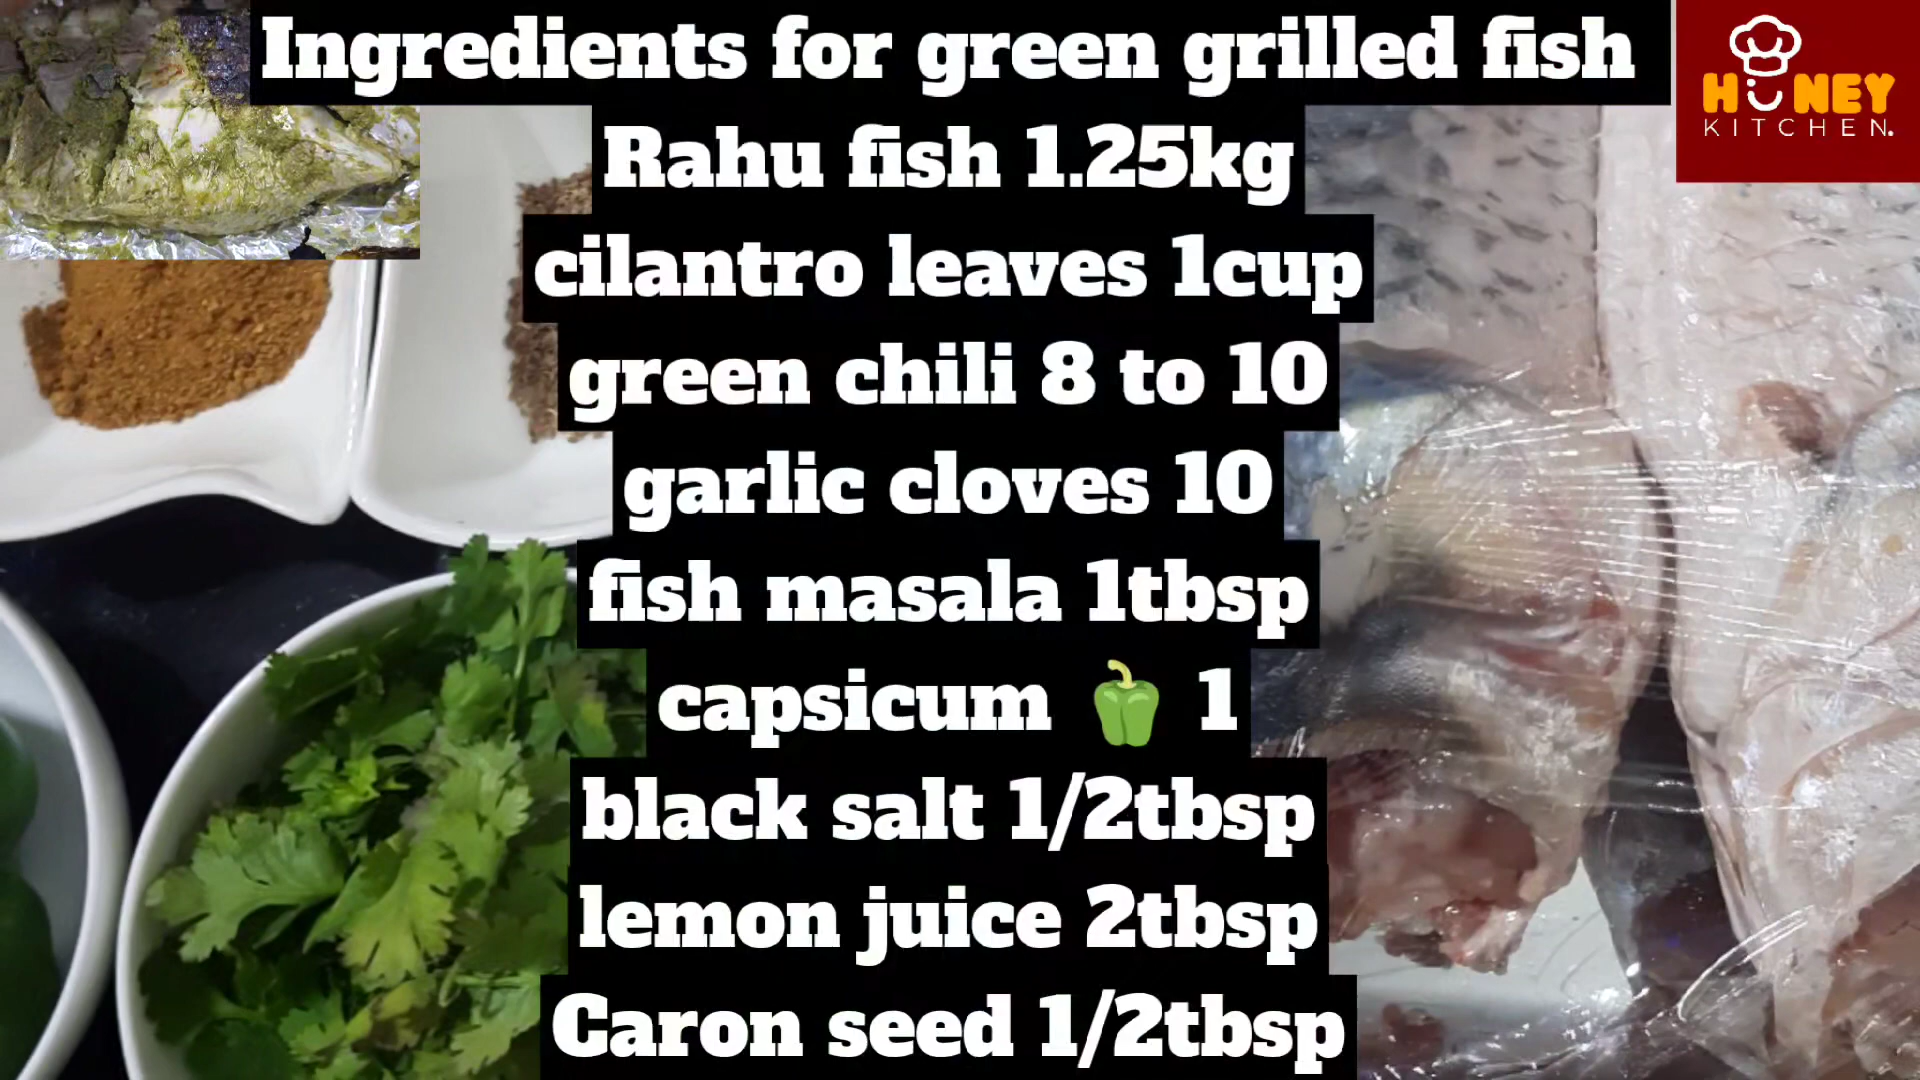 Ingredients for green grilled fish
HONEY
KITCHEN.
Rahu fish 1.25kg
cilantro leaves 1cup
green chili 8 to 10
garlic cloves 10
fish masala 1tbsp
capsicum 🫑 1
black salt 1/2tbsp
lemon juice 2tbsp
Caron seed 1/2tbsp